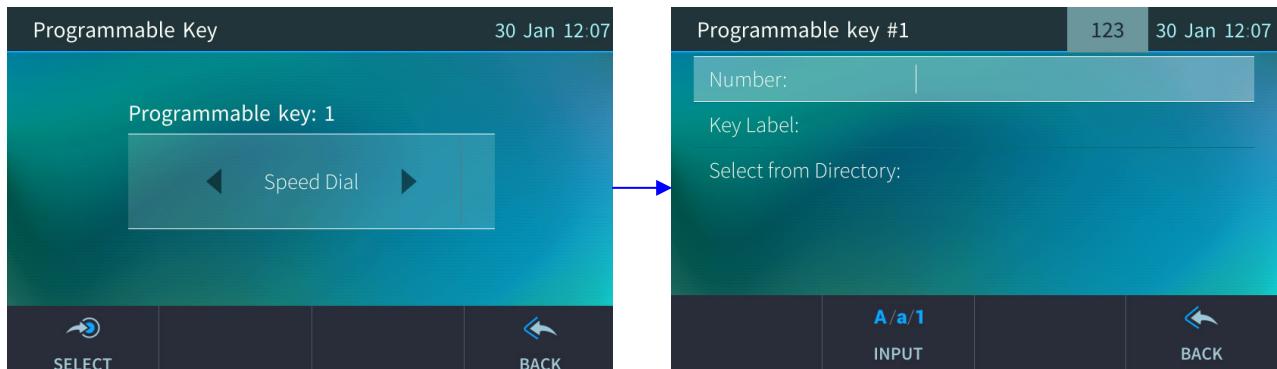 Programmable Key 30 Jan 12:07
Programmable key: 1
Speed Dial
SELECT BACK
Programmable key #1 123 30 Jan 12:07
Number:
Key Label:
Select from Directory:
A/a/1
INPUT BACK